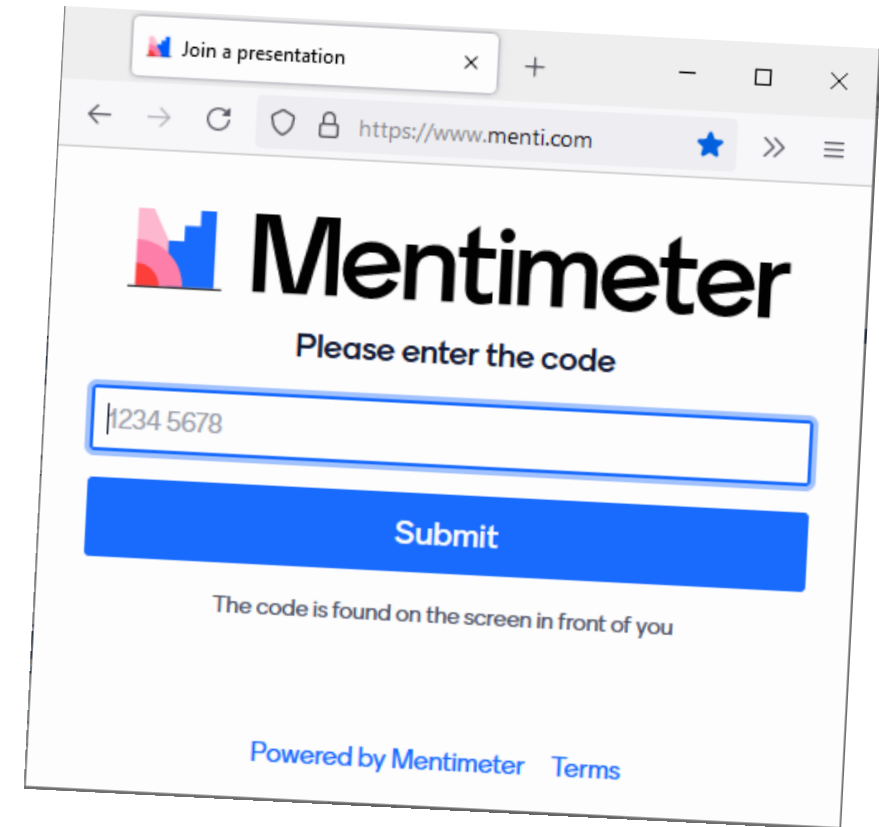 Join a presentation
https://www.menti.com
Mentimeter
Please enter the code
1234 5678
Submit
The code is found on the screen in front of you
Powered by Mentimeter Terms